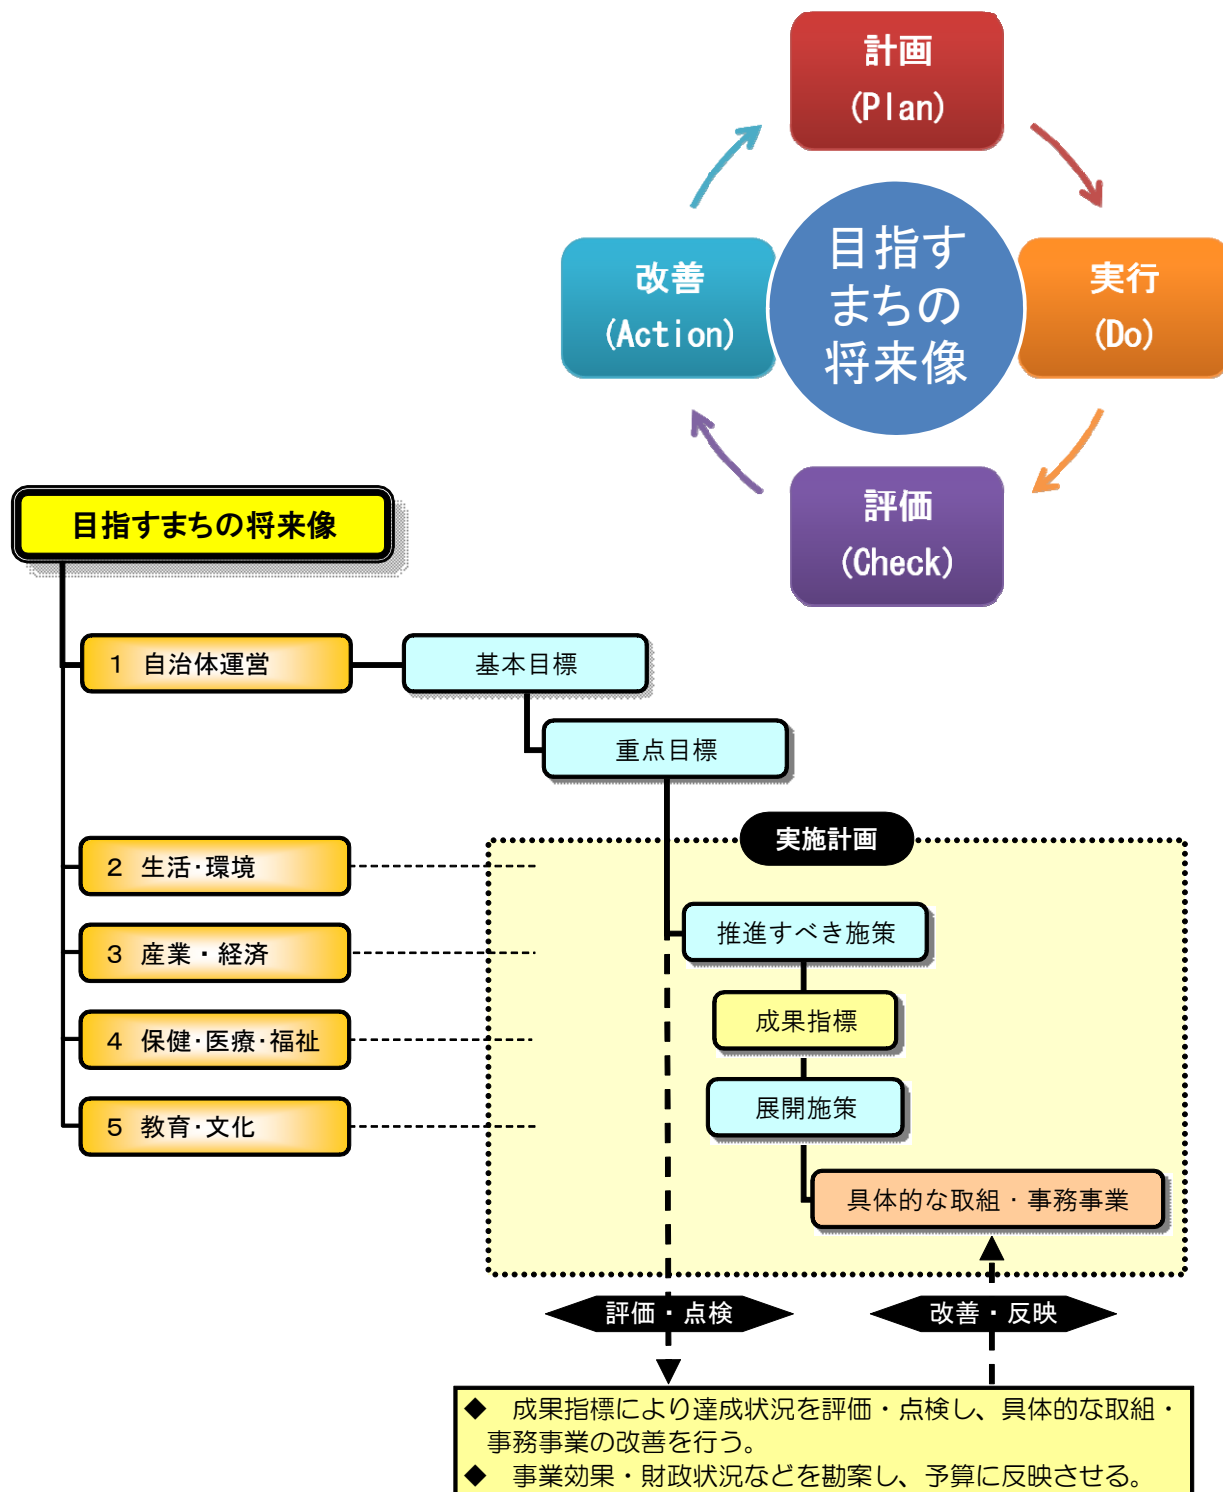 計画
(Plan)
目指す
まちの
将来像
改善
(Action)
実行
(Do)
評価
(Check)
目指すまちの将来像
1 自治体運営
基本目標
重点目標
実施計画
2 生活・環境
推進すべき施策
3 産業・経済
成果指標
4 保健・医療・福祉
展開施策
5 教育・文化
具体的な取組・事務事業
評価・点検
改善・反映
◆ 成果指標により達成状況を評価・点検し、具体的な取組・
事務事業の改善を行う。
◆ 事業効果・財政状況などを勘案し、予算に反映させる。